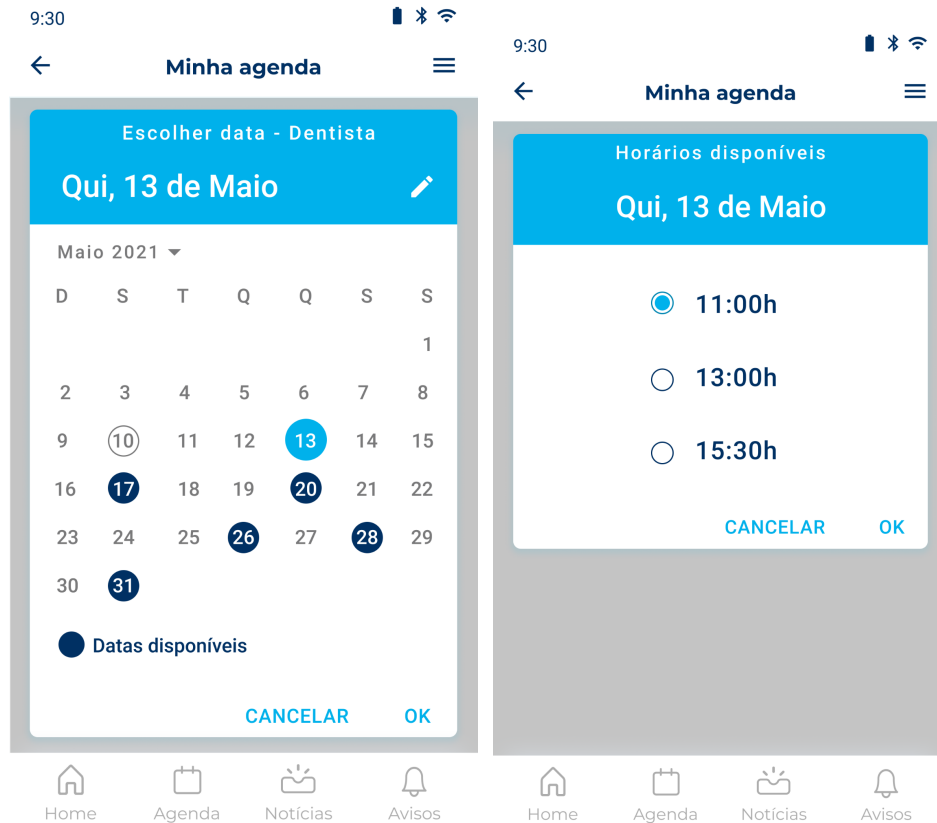 9:30
Minha agenda
Escolher data - Dentista
Qui, 13 de Maio
Maio 2021
D S T Q Q S S
1
2 3 4 5 6 7 8
9 10 11 12 13 14 15
16 17 18 19 20 21 22
23 24 25 26 27 28 29
30 31
Datas disponíveis
CANCELAR OK
Home Agenda Notícias Avisos
9:30
Minha agenda
Horários disponíveis
Qui, 13 de Maio
11:00h
13:00h
15:30h
CANCELAR OK
Home Agenda Notícias Avisos